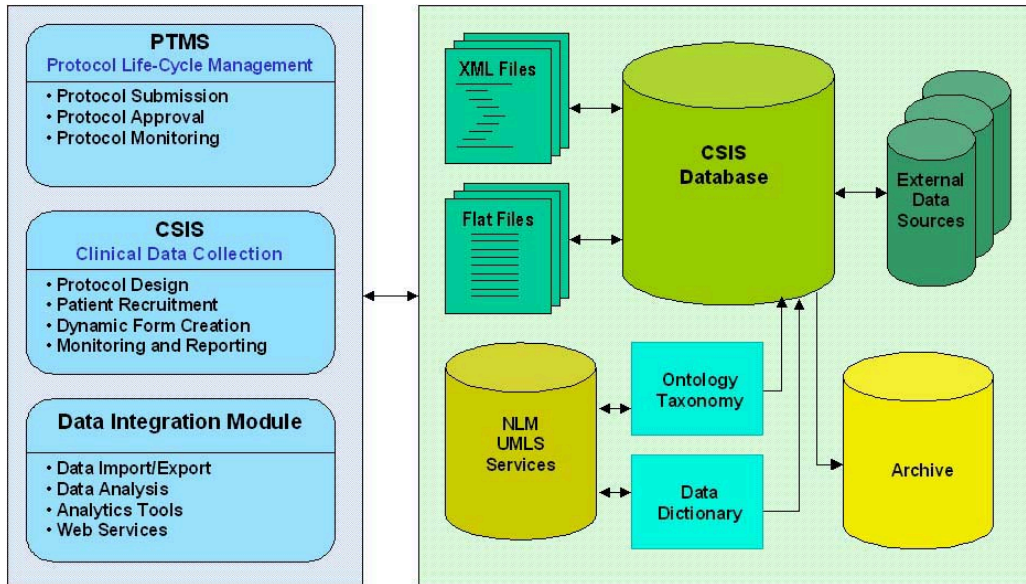 PTMS
Protocol Life-Cycle Management
• Protocol Submission
• Protocol Approval
• Protocol Monitoring
CSIS
Clinical Data Collection
• Protocol Design
• Patient Recruitment
• Dynamic Form Creation
• Monitoring and Reporting
Data Integration Module
• Data Import/Export
• Data Analysis
• Analytics Tools
• Web Services
XML Files
Flat Files
CSIS
Database
External
Data
Sources
NLM
UMLS
Services
Ontology
Taxonomy
Data
Dictionary
Archive